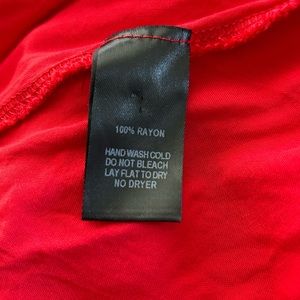 100% RAYON
HAND WASH COLD
DO NOT BLEACH
LAY FLAT TO DRY
NO DRYER